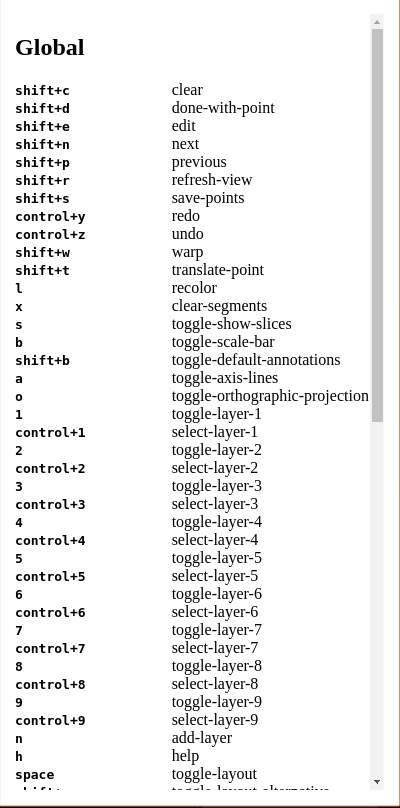 Global
shift+c clear
shift+d done-with-point
shift+e edit
shift+n next
shift+p previous
shift+r refresh-view
shift+s save-points
control+y redo
control+z undo
shift+w warp
shift+t translate-point
l recolor
x clear-segments
s toggle-show-slices
b toggle-scale-bar
shift+b toggle-default-annotations
a toggle-axis-lines
o toggle-orthographic-projection
1 toggle-layer-1
control+1 select-layer-1
2 toggle-layer-2
control+2 select-layer-2
3 toggle-layer-3
control+3 select-layer-3
4 toggle-layer-4
control+4 select-layer-4
5 toggle-layer-5
control+5 select-layer-5
6 toggle-layer-6
control+6 select-layer-6
7 toggle-layer-7
control+7 select-layer-7
8 toggle-layer-8
control+8 select-layer-8
9 toggle-layer-9
control+9 select-layer-9
n add-layer
h help
space toggle-layout